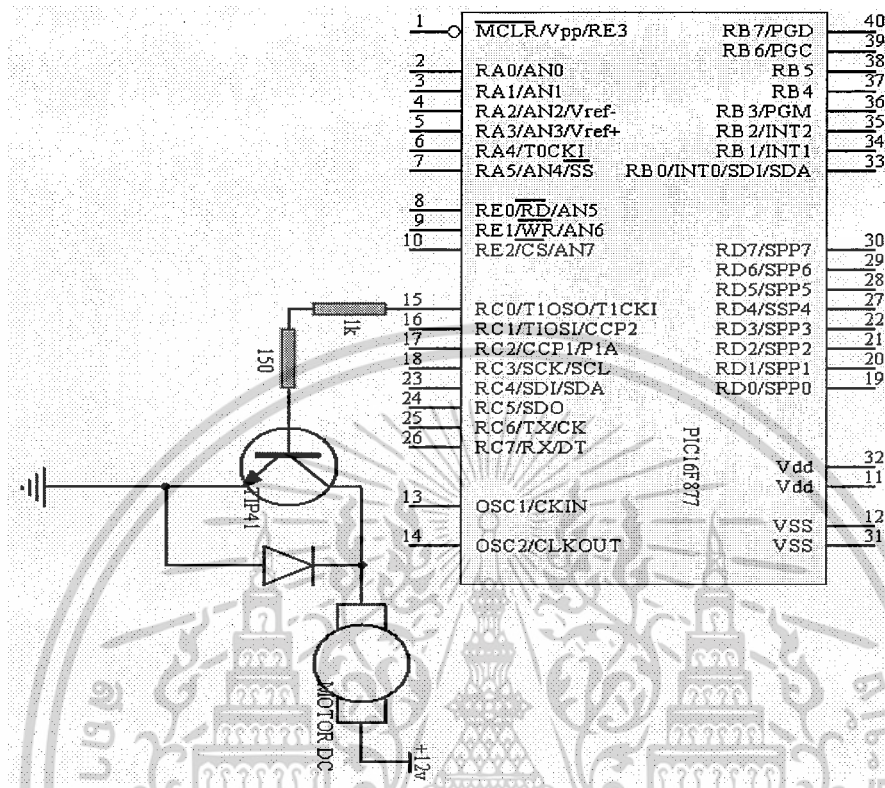 1 MCLR/Vpp/RE3 RB7/PGD 40
RB6/PGC 39
2 RA0/AN0 RB5 38
3 RA1/AN1 RB4 37
4 RA2/AN2/Vref- RB3/PGM 36
5 RA3/AN3/Vref+ RB2/INT2 35
6 RA4/T0CKI RB1/INT1 34
7 RA5/AN4/SS RB0/INT0/SDI/SDA 33
8 RE0/RD/AN5
9 RE1/WR/AN6
10 RE2/CS/AN7 RD7/SPP7 30
RD6/SPP6 29
RD5/SPP5 28
15 RC0/T1OSO/T1CKI RD4/SSP4 27
16 RC1/TIOSI/CCP2 RD3/SPP3 22
17 RC2/CCP1/P1A RD2/SPP2 21
18 RC3/SCK/SCL RD1/SPP1 20
23 RC4/SDI/SDA RD0/SPP0 19
24 RC5/SDO
25 RC6/TX/CK
26 RC7/RX/DT
Vdd 32
Vdd 11
13 OSC1/CKIN
VSS 12
14 OSC2/CLKOUT VSS 31
PIC16F877
1k
150
TIP41
MOTOR DC
+12v